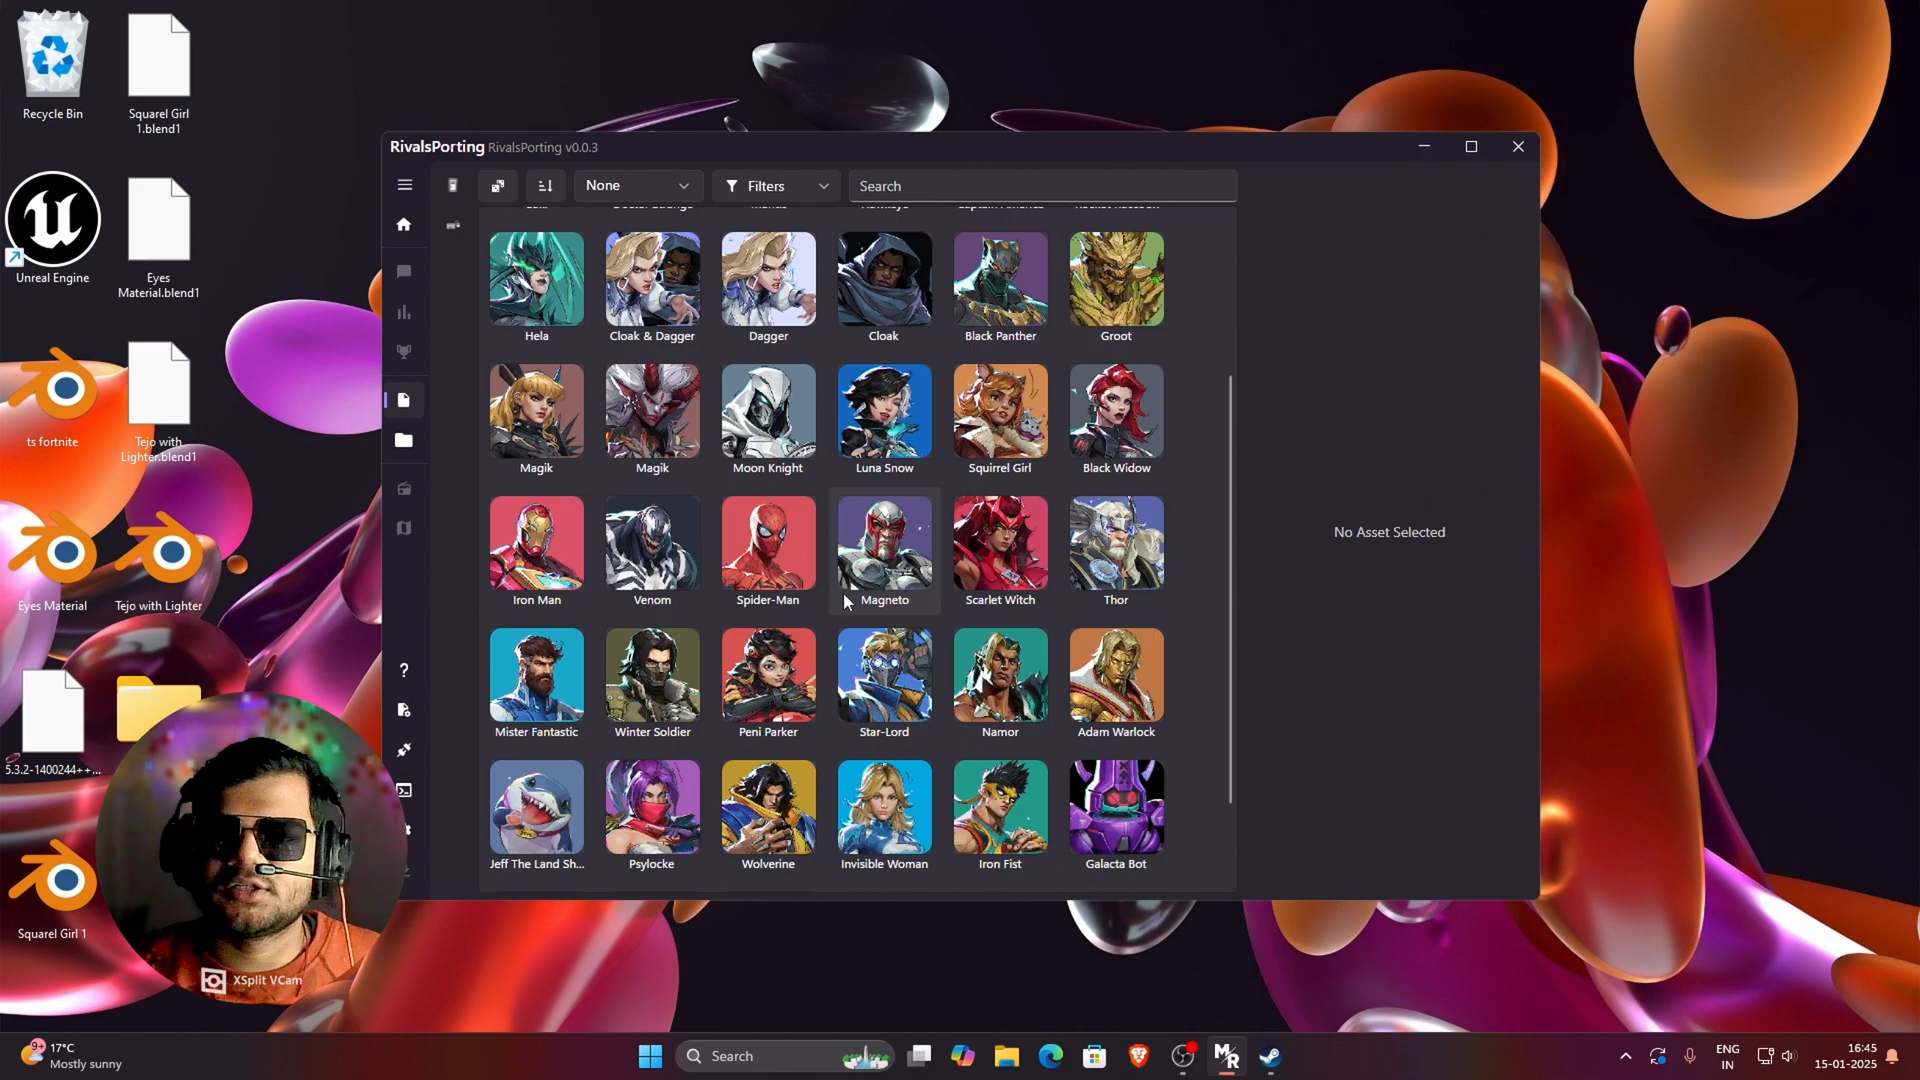 Recycle Bin
Squarel Girl
1.blend1
Unreal Engine
Eyes
Material.blend1
ts fortnite
Tejo with
Lighter.blend1
Eyes Material
Tejo with Lighter
5.3.2-1400244++...
Squarel Girl 1
XSplit VCam
RivalsPorting RivalsPorting v0.0.3
None
Filters
Search
Hela
Cloak & Dagger
Dagger
Cloak
Black Panther
Groot
Magik
Magik
Moon Knight
Luna Snow
Squirrel Girl
Black Widow
Iron Man
Venom
Spider-Man
Magneto
Scarlet Witch
Thor
Mister Fantastic
Winter Soldier
Peni Parker
Star-Lord
Namor
Adam Warlock
Jeff The Land Sh...
Psylocke
Wolverine
Invisible Woman
Iron Fist
Galacta Bot
No Asset Selected
9+
17°C
Mostly sunny
Search
MR
ENG
IN
16:45
15-01-2025